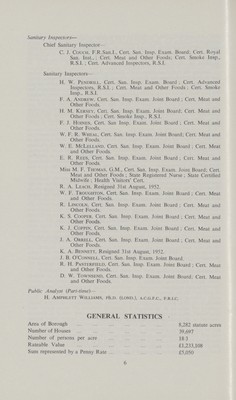 Sanitary Inspectors—
Chief Sanitary Inspector—
Cert. San. Insp. Exam. Board; Cert. Royal
San. Inst.; Cert. Meat and Other Foods; Cert. Smoke Insp.,
R.S.I.; Cert. Advanced Inspectors, R.S.I.
Sanitary Inspectors—
H. W. Cert. San. Insp. Exam. Board; Cert. Advanced
Inspectors, R.S.I.; Cert. Meat and Other Foods; Cert. Smoke
Insp., R.S.I.
F. A. ANDREW, Cert. San. Insp. Exam. Joint Board; Cert. Meat and
Other Foods.
H. M. Cert. San. Insp. Exam. Joint Board; Cert. Meat and
Other Foods; Cert. Smoke Insp., R.S.I.
F. J. HODGES, Cert. San. Insp. Exam. Joint Board; Cert. Meat and
Other Foods.
W. F. R. Cert. San. Insp. Exam. Joint Board; Cert. Meat and
Other Foods.
W. E. MCLELLAND, Cert. San. Insp. Exam. Joint Board; Cert. Meat
and Other Foods.
E. R. REES, Cert. San. Insp. Exam. Joint Board; Cert. Meat and
Other Foods.
Miss M. F. THOMAS, G.M., Cert. San. Insp. Exam. Joint Board; Cert.
Meat and Other Foods; State Registered Nurse; State Certified
Midwife; Health Visitors' Cert.
R. A. LEACH. Resigned 31st August, 1952.
W. F. TROUGHTON, Cert. San. Insp. Exam. Joint Board; Cert. Meat
and Other Foods.
R. LINCOLN, Cert. San. Insp. Exam. Joint Board; Cert. Meat and
Other Foods.
K. S. COOPER, Cert. San. Insp. Exam. Joint Board; Cert. Meat and
Other Foods.
K. J. COPPIN, Cert. San. Insp. Exam. Joint Board; Cert. Meat and
Other Foods.
J. A. ORRELL, Cert. San. Insp. Exam. Joint Board; Cert. Meat and
Other Foods.
K. A. BENNETT. Resigned 31st August, 1952.
J. B. O'CONNELL, Cert. San. Insp. Exam. Joint Board.
R. H. PANTERFIELD, Cert. San. Insp. Exam. Joint Board; Cert. Meat
and Other Foods.
D. W. TOWNSEND, Cert. San. Insp. Exam. Joint Board; Cert. Meat
and Other Foods.
Public Analyst (Part-time)—
H. AMPHLETT WILLIAMS, PH.D. (LOND.), A.C.G.F.C., F.R.I.C.
GENERAL STATISTICS
Area of Borough 8,282 statute acres
Number of Houses 39,697
Number of persons per acre 18.1
Rateable Value £1,233,108
Sum represented by a Penny Rate £5,050
6